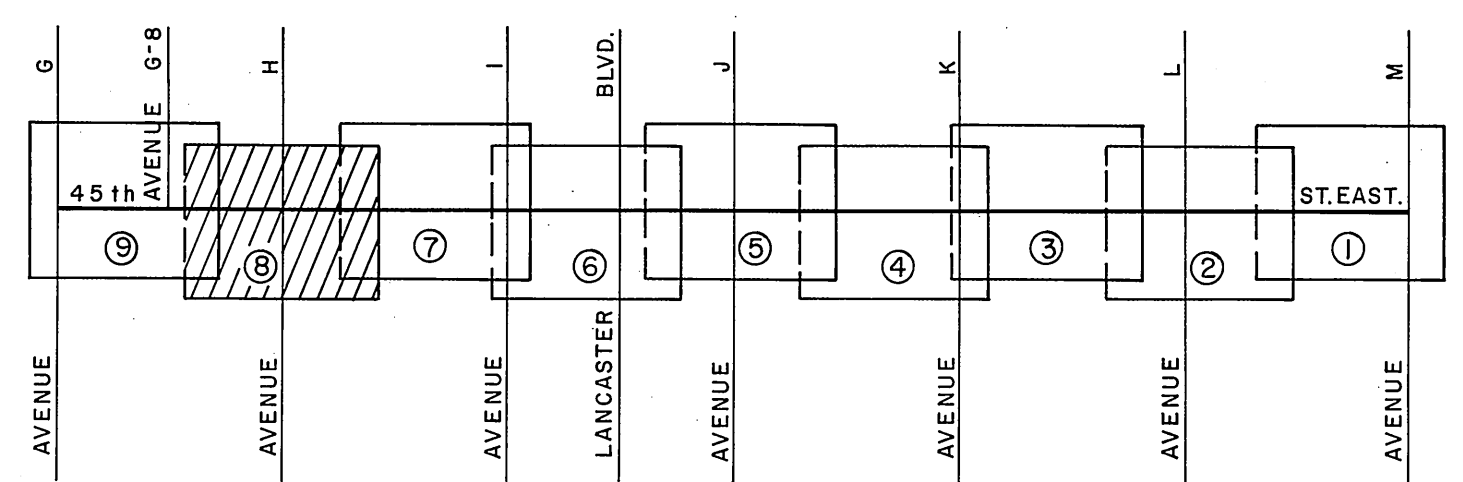 AVENUE G
AVENUE G-8
AVENUE H
AVENUE I
LANCASTER BLVD.
AVENUE J
AVENUE K
AVENUE L
AVENUE M
45th ST. EAST.
⑨ ⑧ ⑦ ⑥ ⑤ ④ ③ ② ①